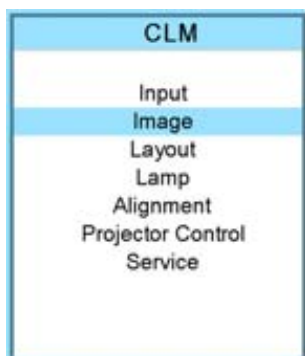 CLM
Input
Image
Layout
Lamp
Alignment
Projector Control
Service